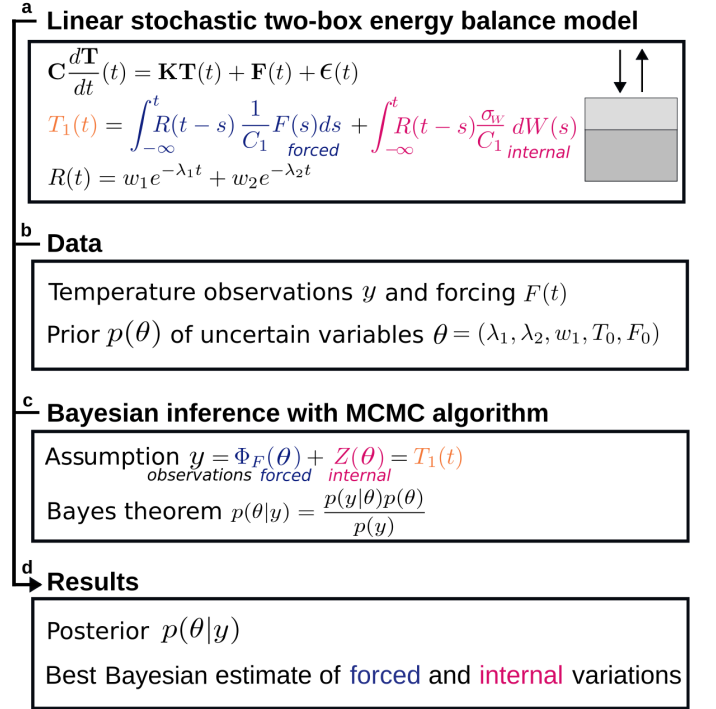 a
Linear stochastic two-box energy balance model
C dT/dt (t) = KT(t) + F(t) + ϵ(t)
T₁(t) = ∫_{-∞}^{t} R(t − s) 1/C₁ F(s)ds + ∫_{-∞}^{t} R(t − s) σ_W/C₁ dW(s)
forced internal
R(t) = w₁e^{−λ₁t} + w₂e^{−λ₂t}
b
Data
Temperature observations y and forcing F(t)
Prior p(θ) of uncertain variables θ = (λ₁, λ₂, w₁, T₀, F₀)
c
Bayesian inference with MCMC algorithm
Assumption y = Φ_F(θ) + Z(θ) = T₁(t)
observations forced internal
Bayes theorem p(θ|y) = p(y|θ)p(θ)/p(y)
d
Results
Posterior p(θ|y)
Best Bayesian estimate of forced and internal variations